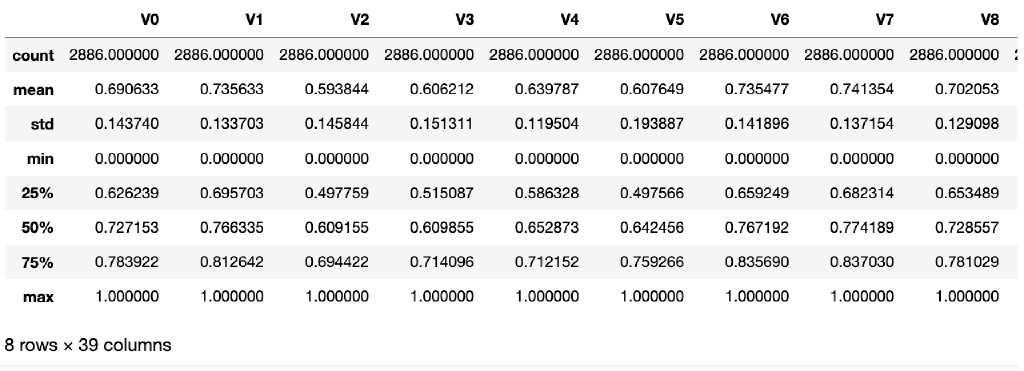 V0 V1 V2 V3 V4 V5 V6 V7 V8
count 2886.000000 2886.000000 2886.000000 2886.000000 2886.000000 2886.000000 2886.000000 2886.000000 2886.000000
mean 0.690633 0.735633 0.593844 0.606212 0.639787 0.607649 0.735477 0.741354 0.702053
std 0.143740 0.133703 0.145844 0.151311 0.119504 0.193887 0.141896 0.137154 0.129098
min 0.000000 0.000000 0.000000 0.000000 0.000000 0.000000 0.000000 0.000000 0.000000
25% 0.626239 0.695703 0.497759 0.515087 0.586328 0.497566 0.659249 0.682314 0.653489
50% 0.727153 0.766335 0.609155 0.609855 0.652873 0.642456 0.767192 0.774189 0.728557
75% 0.783922 0.812642 0.694422 0.714096 0.712152 0.759266 0.835690 0.837030 0.781029
max 1.000000 1.000000 1.000000 1.000000 1.000000 1.000000 1.000000 1.000000 1.000000
8 rows × 39 columns